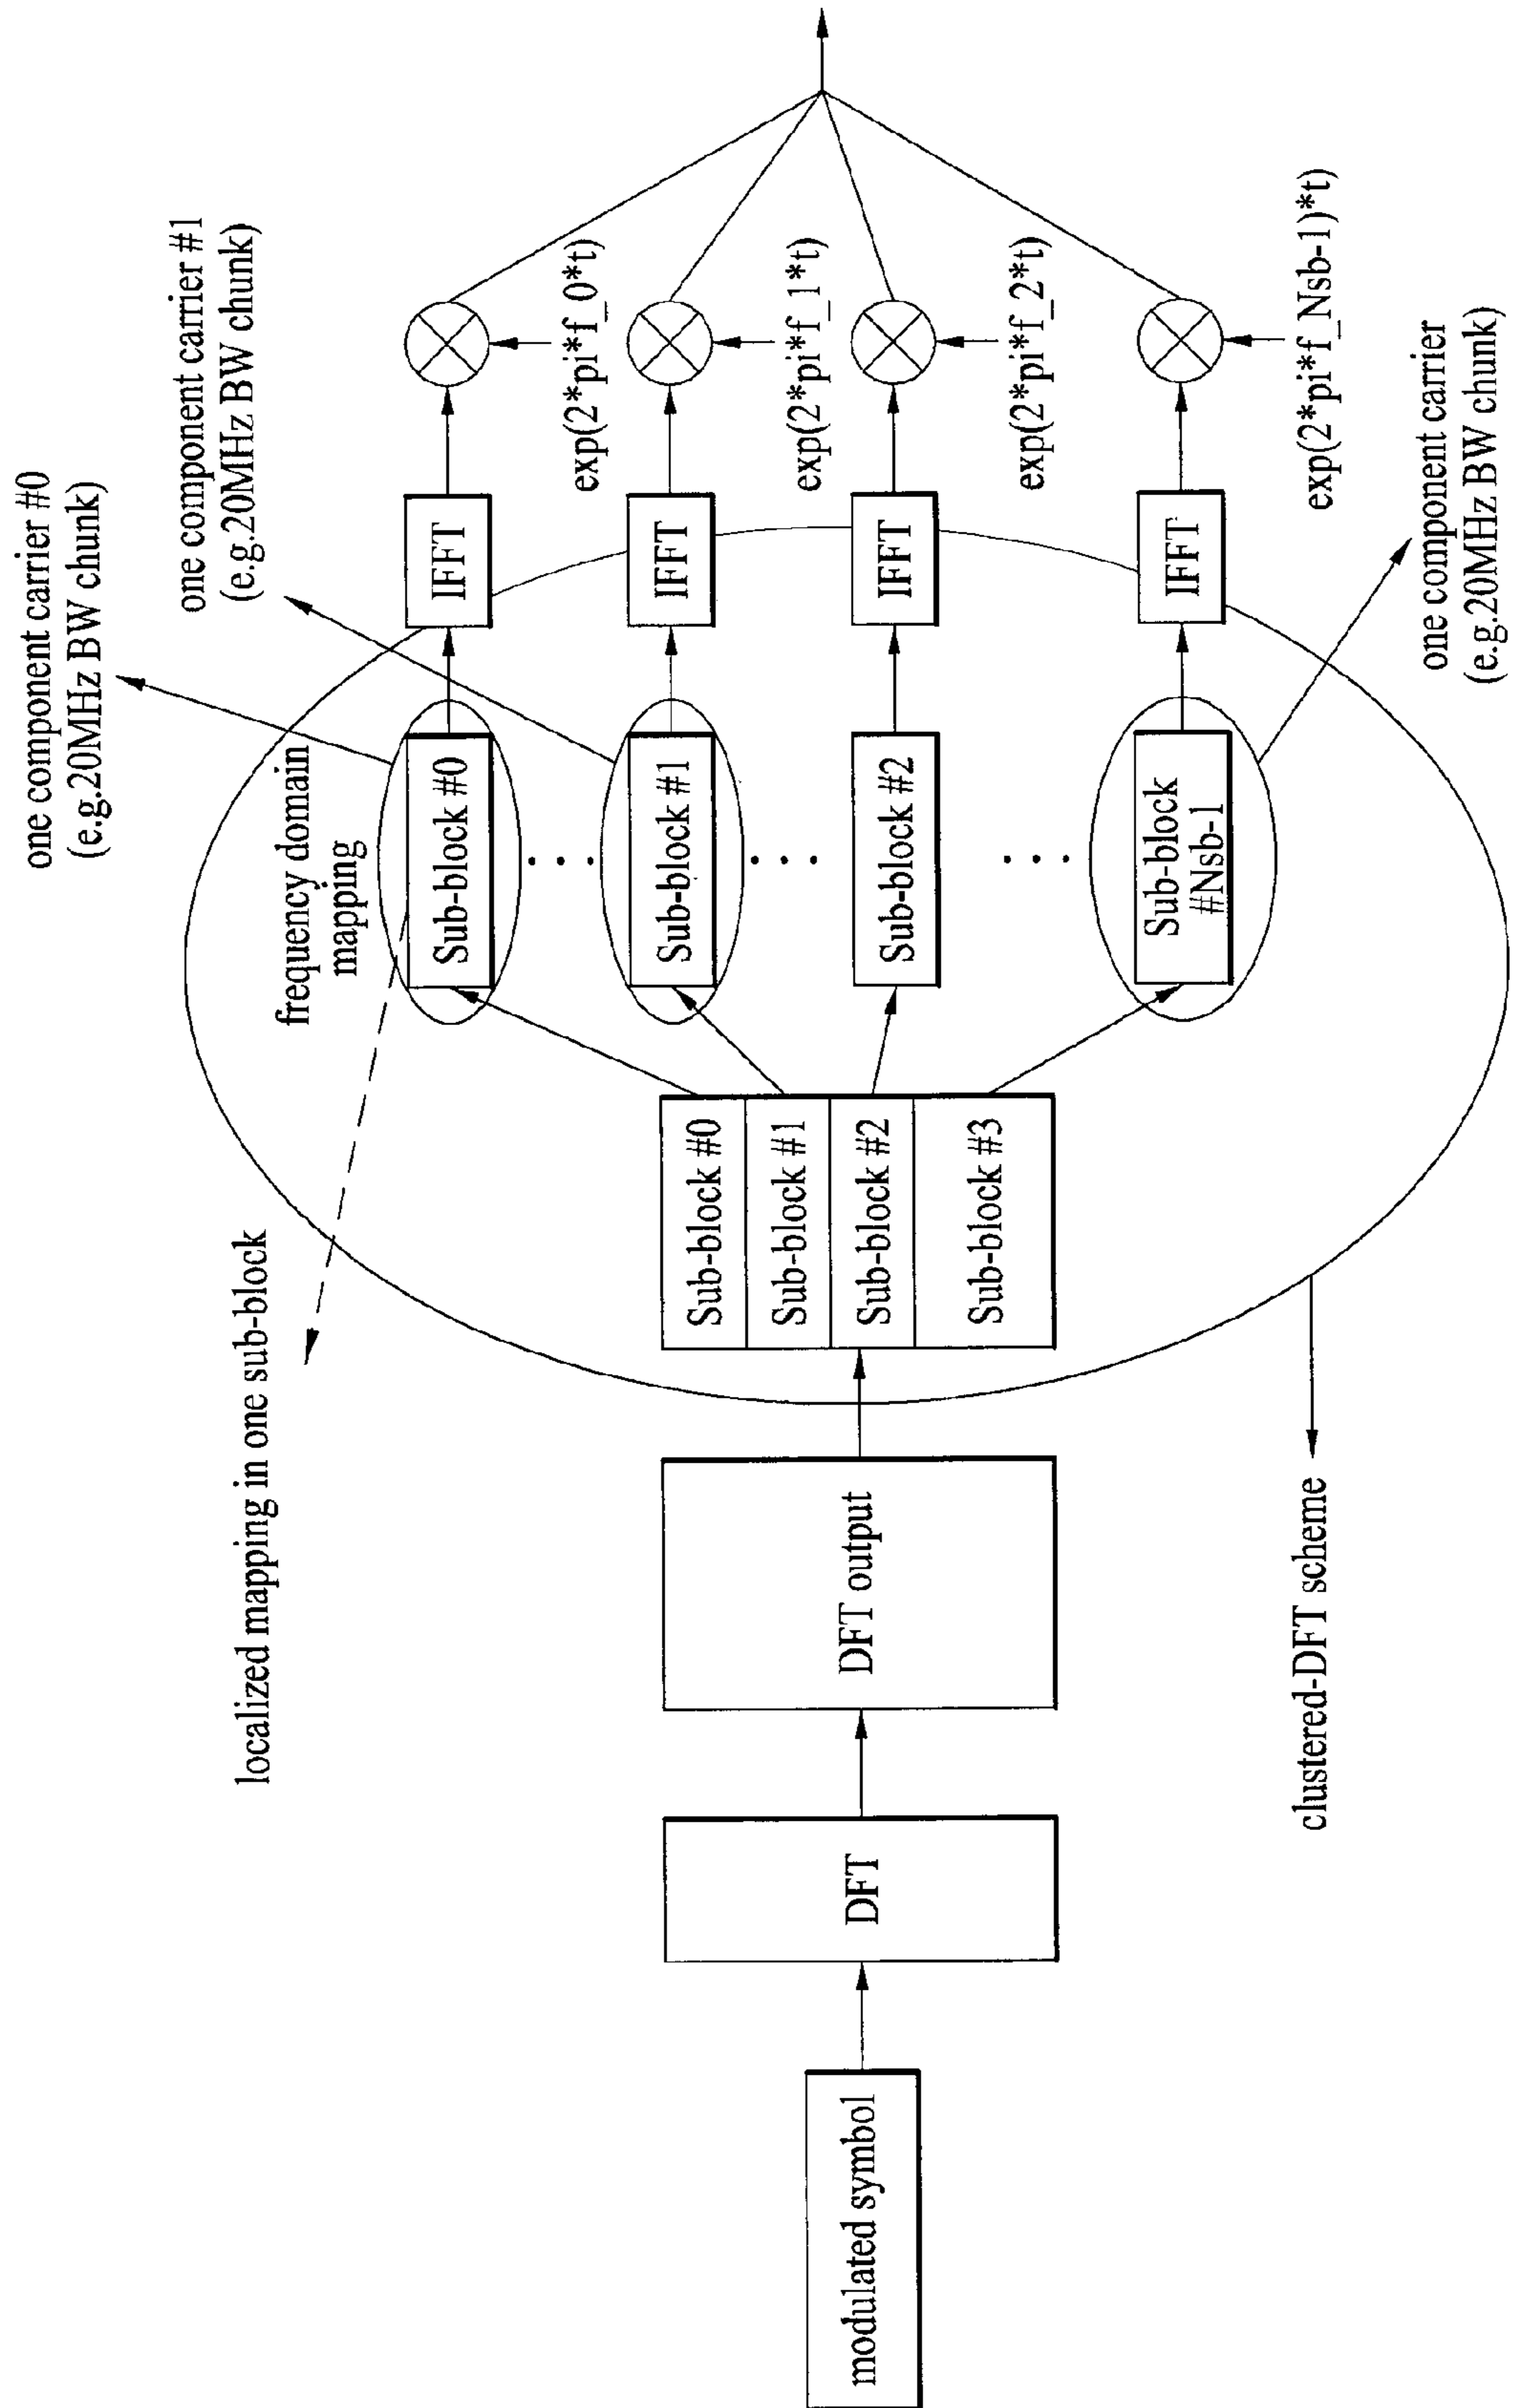 modulated symbol
DFT
DFT output
localized mapping in one sub-block
Sub-block #0
Sub-block #1
Sub-block #2
Sub-block #3
clustered-DFT scheme
frequency domain
mapping
Sub-block #0
Sub-block #1
Sub-block #2
Sub-block
#Nsb-1
one component carrier #0
(e.g.20MHz BW chunk)
one component carrier #1
(e.g.20MHz BW chunk)
one component carrier
(e.g.20MHz BW chunk)
IFFT
IFFT
IFFT
IFFT
exp(2*pi*f_0*t)
exp(2*pi*f_1*t)
exp(2*pi*f_2*t)
exp(2*pi*f_Nsb-1)*t)